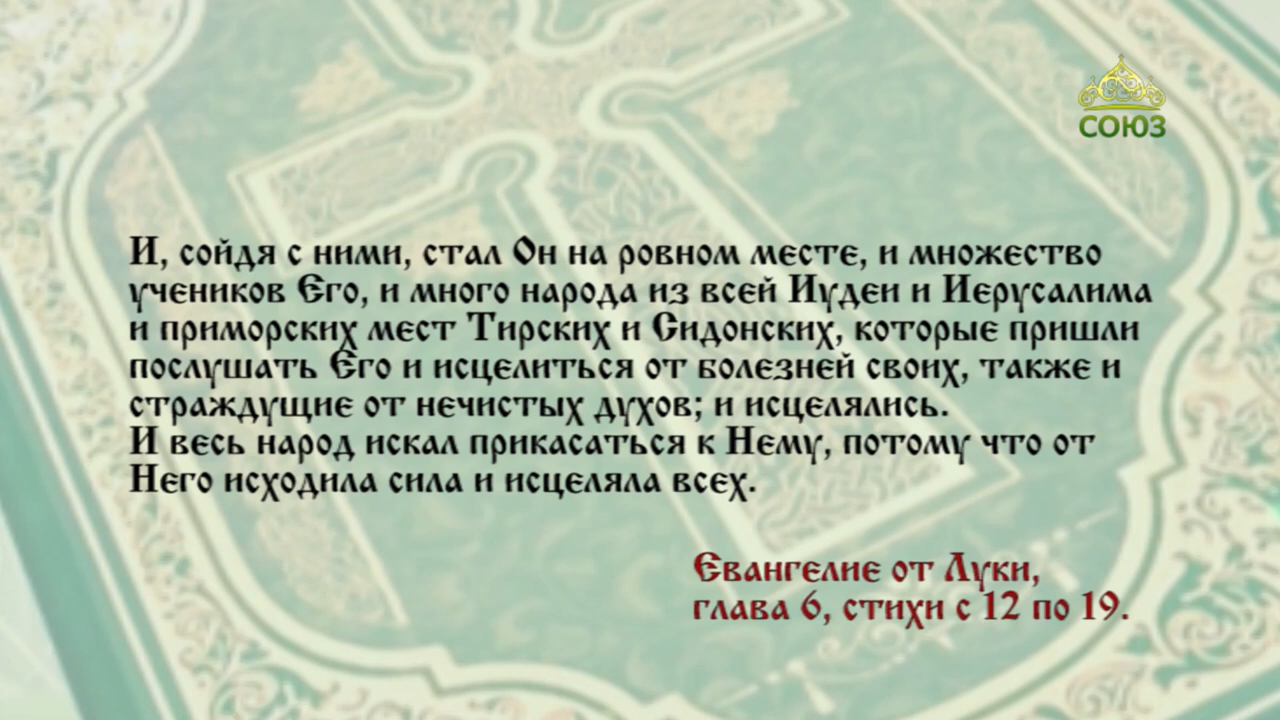 СОЮЗ
И, сойдя с ними, стал Он на ровном месте, и множество
учеников Его, и много народа из всей Иудеи и Иерусалима
и приморских мест Тирских и Сидонских, которые пришли
послушать Его и исцелиться от болезней своих, также и
страждущие от нечистых духов; и исцелялись.
И весь народ искал прикасаться к Нему, потому что от
Него исходила сила и исцеляла всех.
Евангелие от Луки,
глава 6, стихи с 12 по 19.